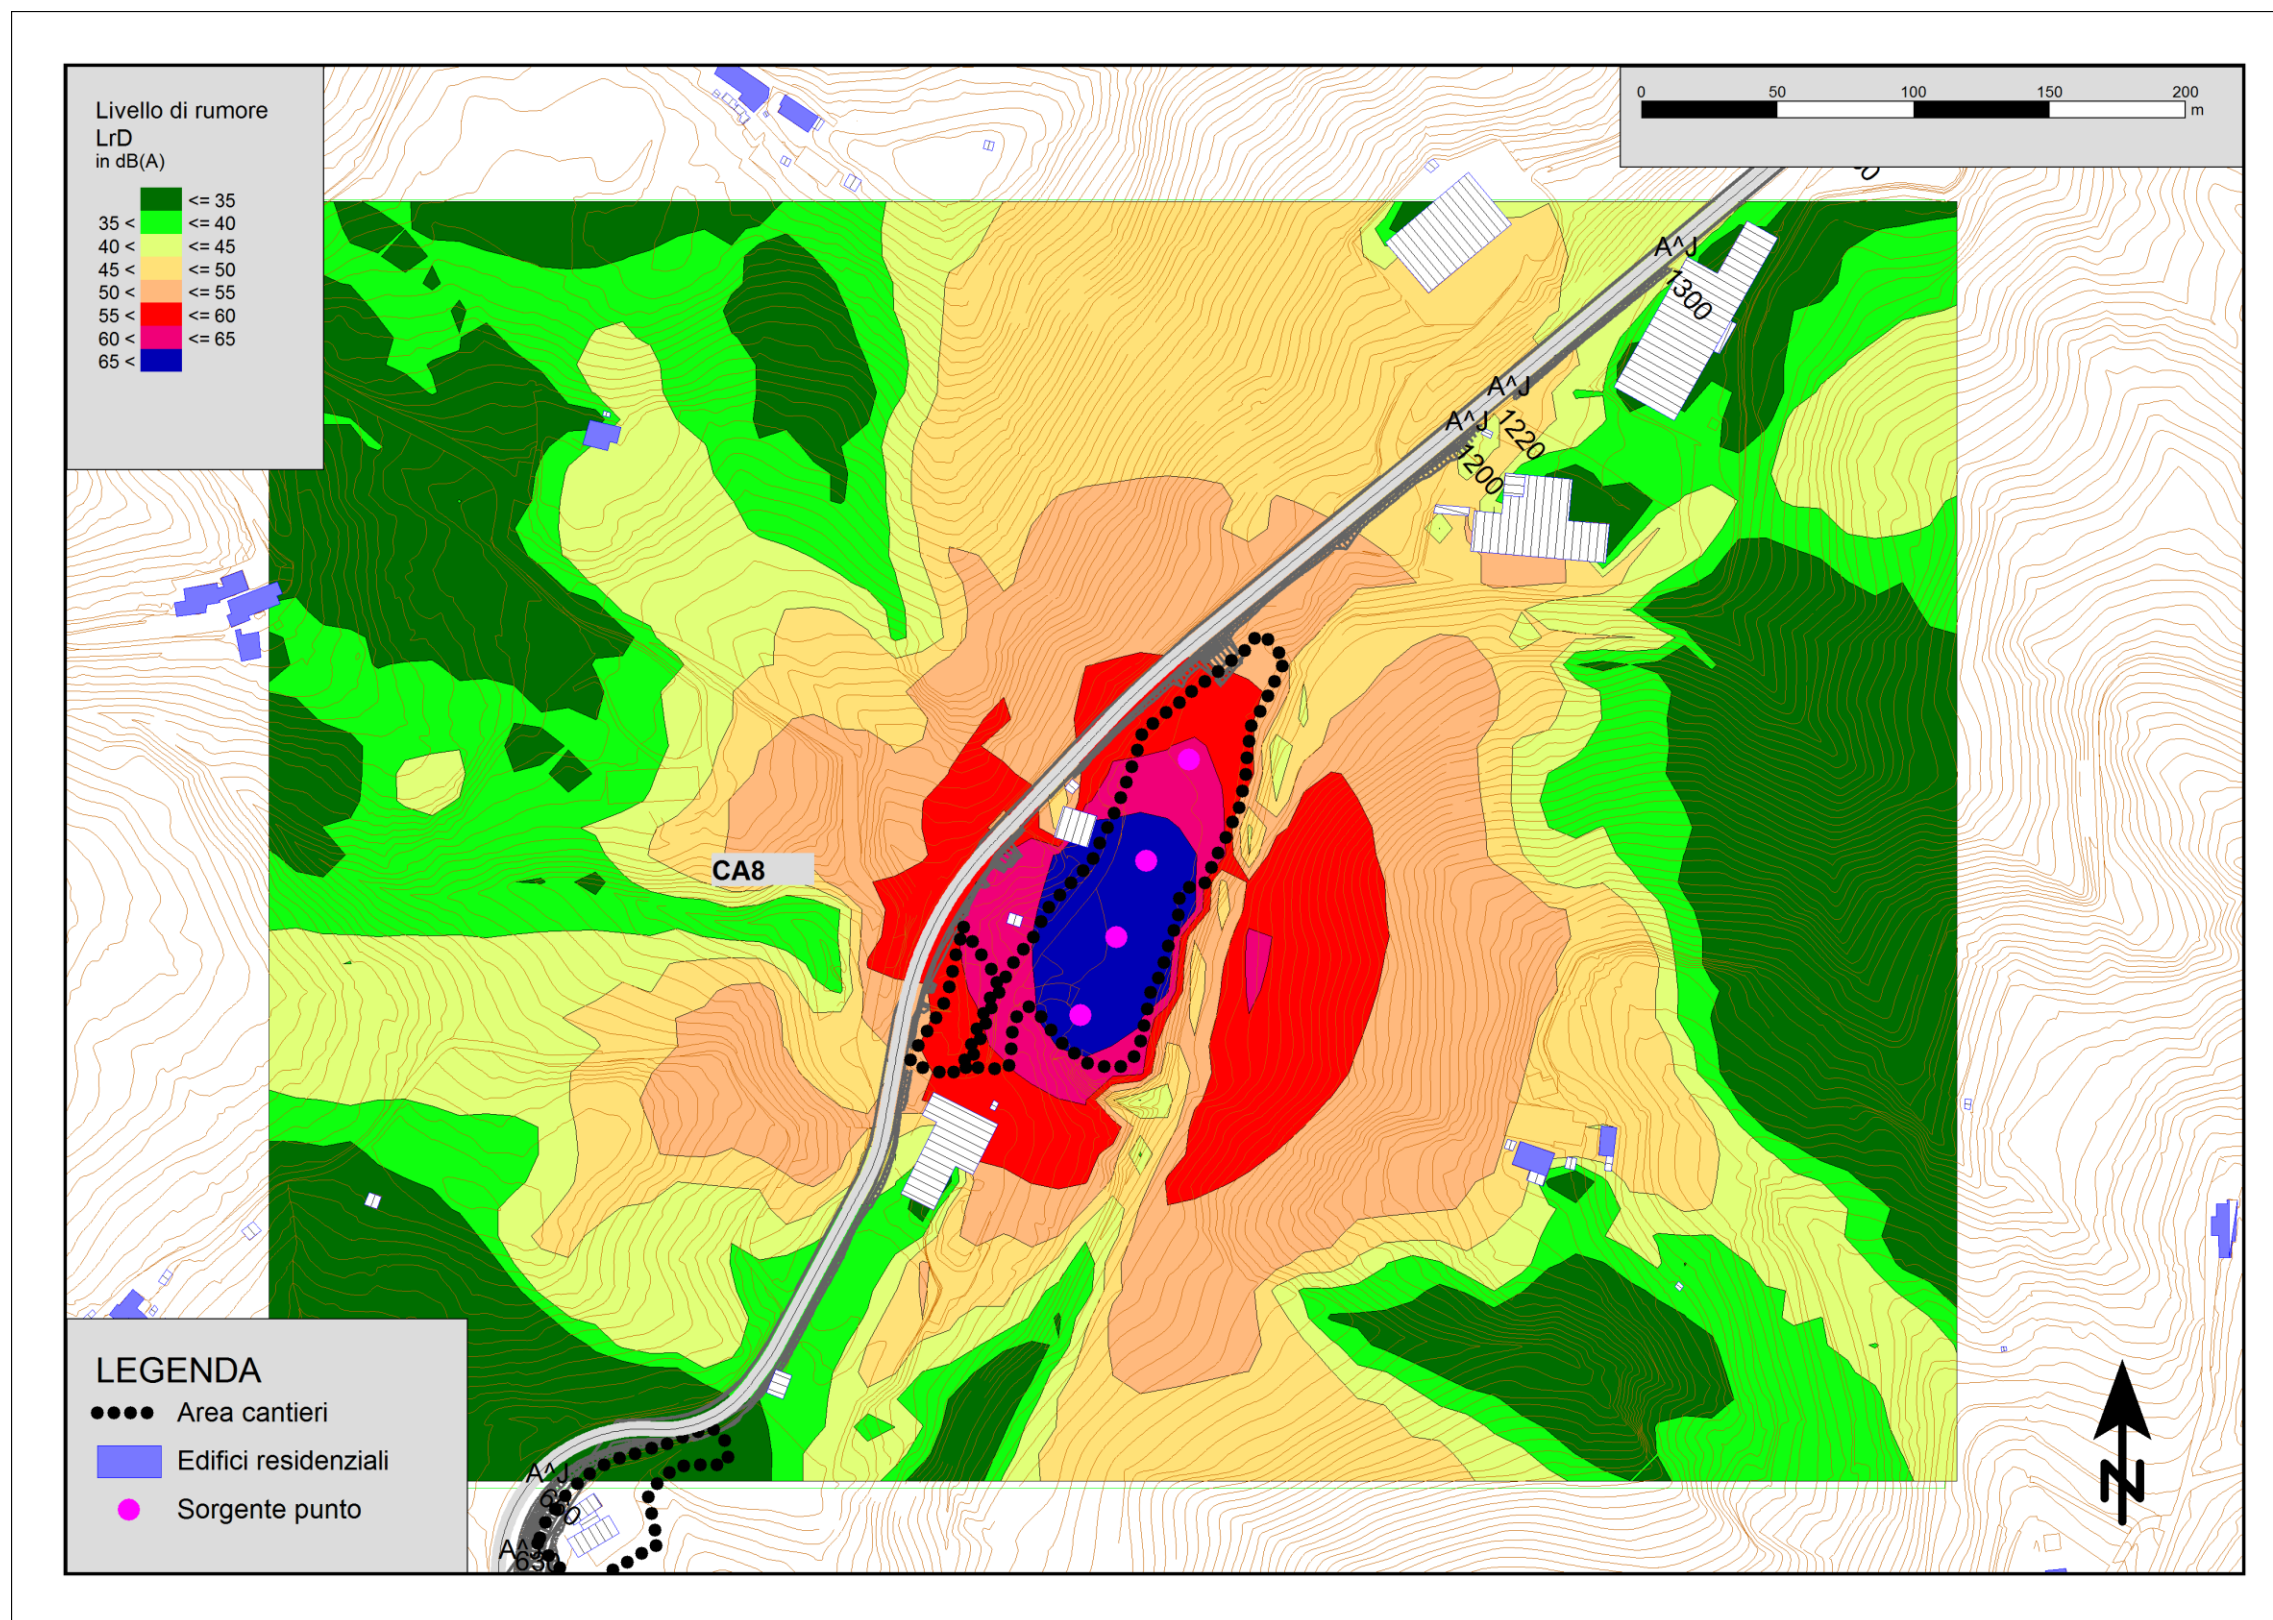 Livello di rumore
LrD
in dB(A)
<= 35
35 < <= 40
40 < <= 45
45 < <= 50
50 < <= 55
55 < <= 60
60 < <= 65
65 <
0 50 100 150 200
m
A^J
1300
A^J
A^J
1220
1200
CA8
LEGENDA
Area cantieri
Edifici residenziali
Sorgente punto
A^J
N